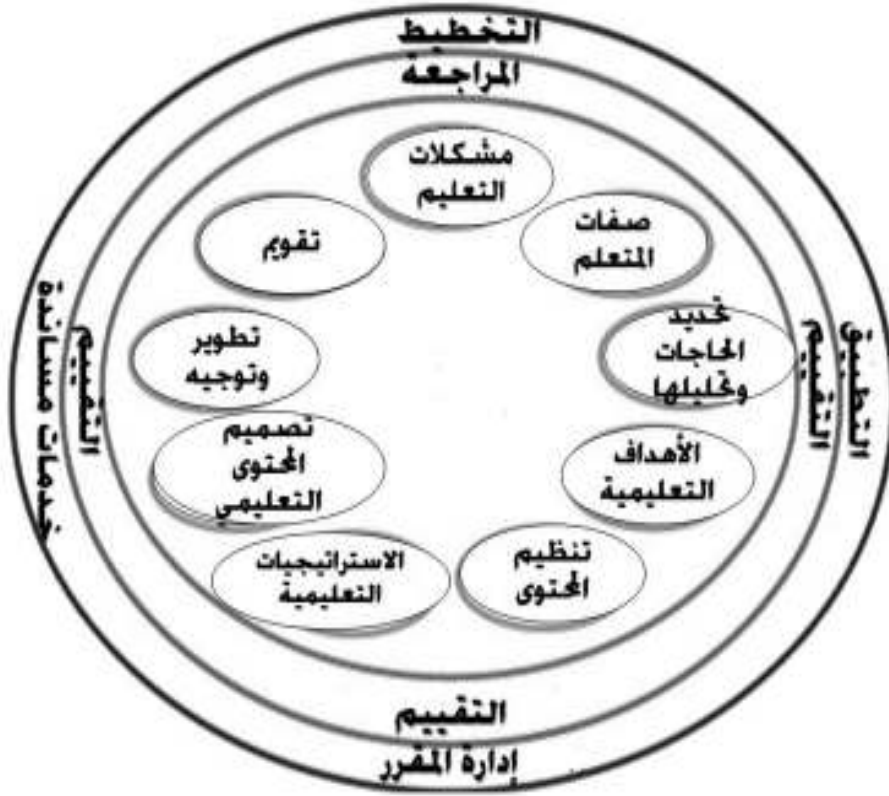 التخطيط
المراجعة
مشكلات
التعليم
صفات
المتعلم
تحديد
الحاجات
وتحليلها
الأهداف
التعليمية
تنظيم
المحتوى
الاستراتيجيات
التعليمية
تصميم
المحتوى
التعليمي
تطوير
وتوجيه
تقويم
التقييم
التطبيق
التقييم
إدارة المقرر
التقييم
خدمات مساندة